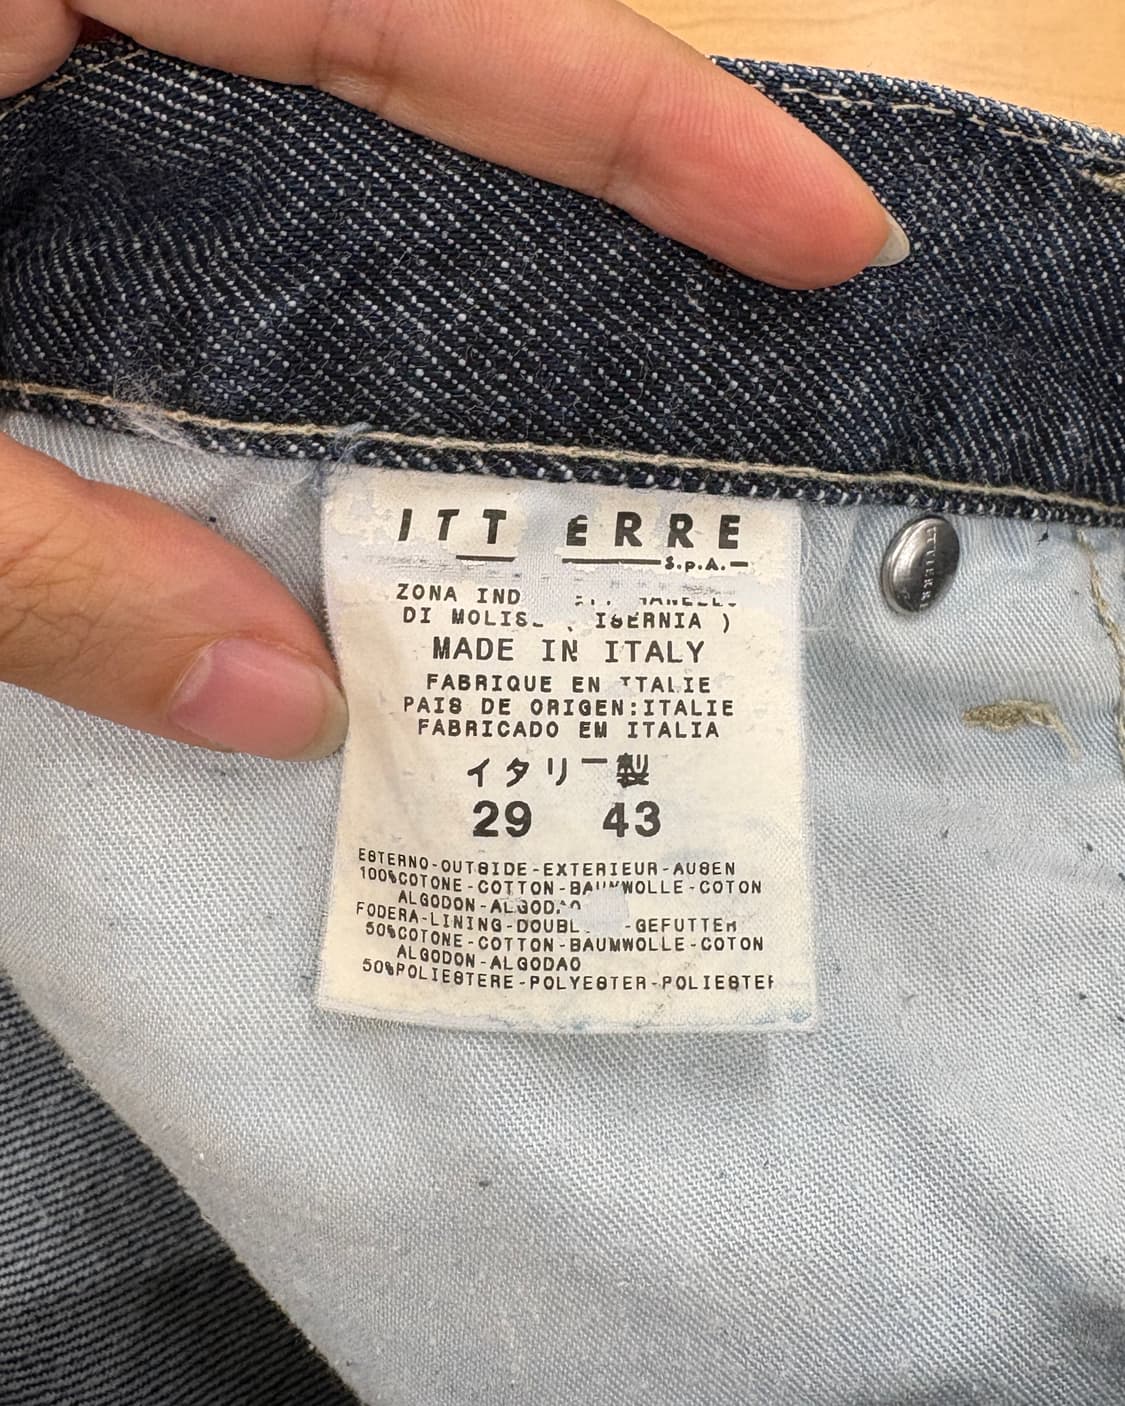 ITT ERRE
S.p.A.
ZONA IND
DI MOLISE ( ISERNIA )
MADE IN ITALY
FABRIQUE EN ITALIE
PAIS DE ORIGEN:ITALIE
FABRICADO EM ITALIA
イタリー製
29 43
ESTERNO-OUTSIDE-EXTERIEUR-AUSEN
100%COTONE-COTTON-BAUMWOLLE-COTON
ALGODON-ALGODAO
FODERA-LINING-DOUBL -GEFUTTER
50%COTONE-COTTON-BAUMWOLLE-COTON
ALGODON-ALGODAO
50%POLIESTERE-POLYESTER-POLIESTER